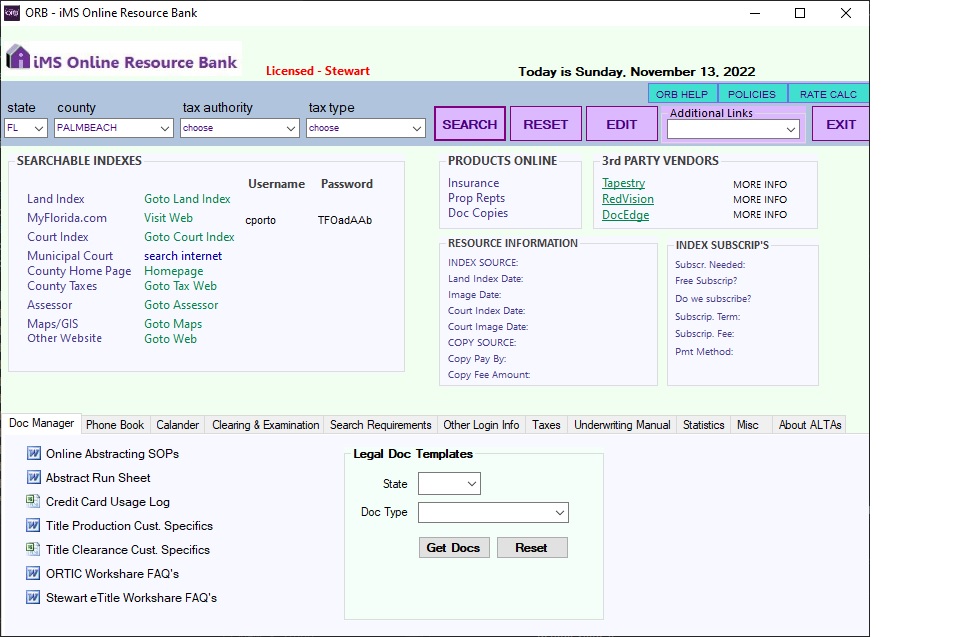 ORB - iMS Online Resource Bank
iMS Online Resource Bank
Licensed - Stewart
Today is Sunday, November 13, 2022
ORB HELP POLICIES RATE CALC
state county tax authority tax type
FL PALMBEACH choose choose
SEARCH RESET EDIT
Additional Links
EXIT
SEARCHABLE INDEXES
Username Password
Land Index Goto Land Index
MyFlorida.com Visit Web cporto TFOadAAb
Court Index Goto Court Index
Municipal Court search internet
County Home Page Homepage
County Taxes Goto Tax Web
Assessor Goto Assessor
Maps/GIS Goto Maps
Other Website Goto Web
PRODUCTS ONLINE
Insurance
Prop Repts
Doc Copies
3rd PARTY VENDORS
Tapestry MORE INFO
RedVision MORE INFO
DocEdge MORE INFO
RESOURCE INFORMATION
INDEX SOURCE:
Land Index Date:
Image Date:
Court Index Date:
Court Image Date:
COPY SOURCE:
Copy Pay By:
Copy Fee Amount:
INDEX SUBSCRIP'S
Subscr. Needed:
Free Subscrip?
Do we subscribe?
Subscrip. Term:
Subscrip. Fee:
Pmt Method:
Doc Manager Phone Book Calander Clearing & Examination Search Requirements Other Login Info Taxes Underwriting Manual Statistics Misc About ALTAs
Online Abstracting SOPs
Abstract Run Sheet
Credit Card Usage Log
Title Production Cust. Specifics
Title Clearance Cust. Specifics
ORTIC Workshare FAQ's
Stewart eTitle Workshare FAQ's
Legal Doc Templates
State
Doc Type
Get Docs Reset